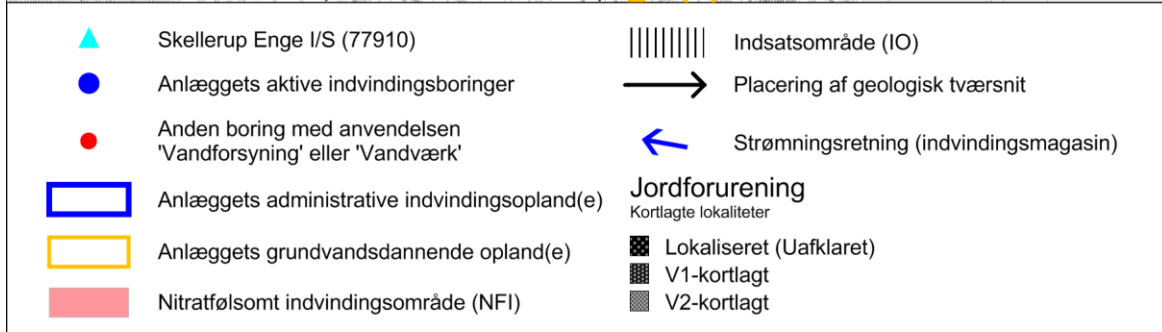 Skellerup Enge I/S (77910)
Anlæggets aktive indvindingsboringer
Anden boring med anvendelsen
'Vandforsyning' eller 'Vandværk'
Anlæggets administrative indvindingsopland(e)
Anlæggets grundvandsdannende opland(e)
Nitratfølsomt indvindingsområde (NFI)
Indsatsområde (IO)
Placering af geologisk tværsnit
Strømningsretning (indvindingsmagasin)
Jordforurening
Kortlagte lokaliteter
Lokaliseret (Uafklaret)
V1-kortlagt
V2-kortlagt